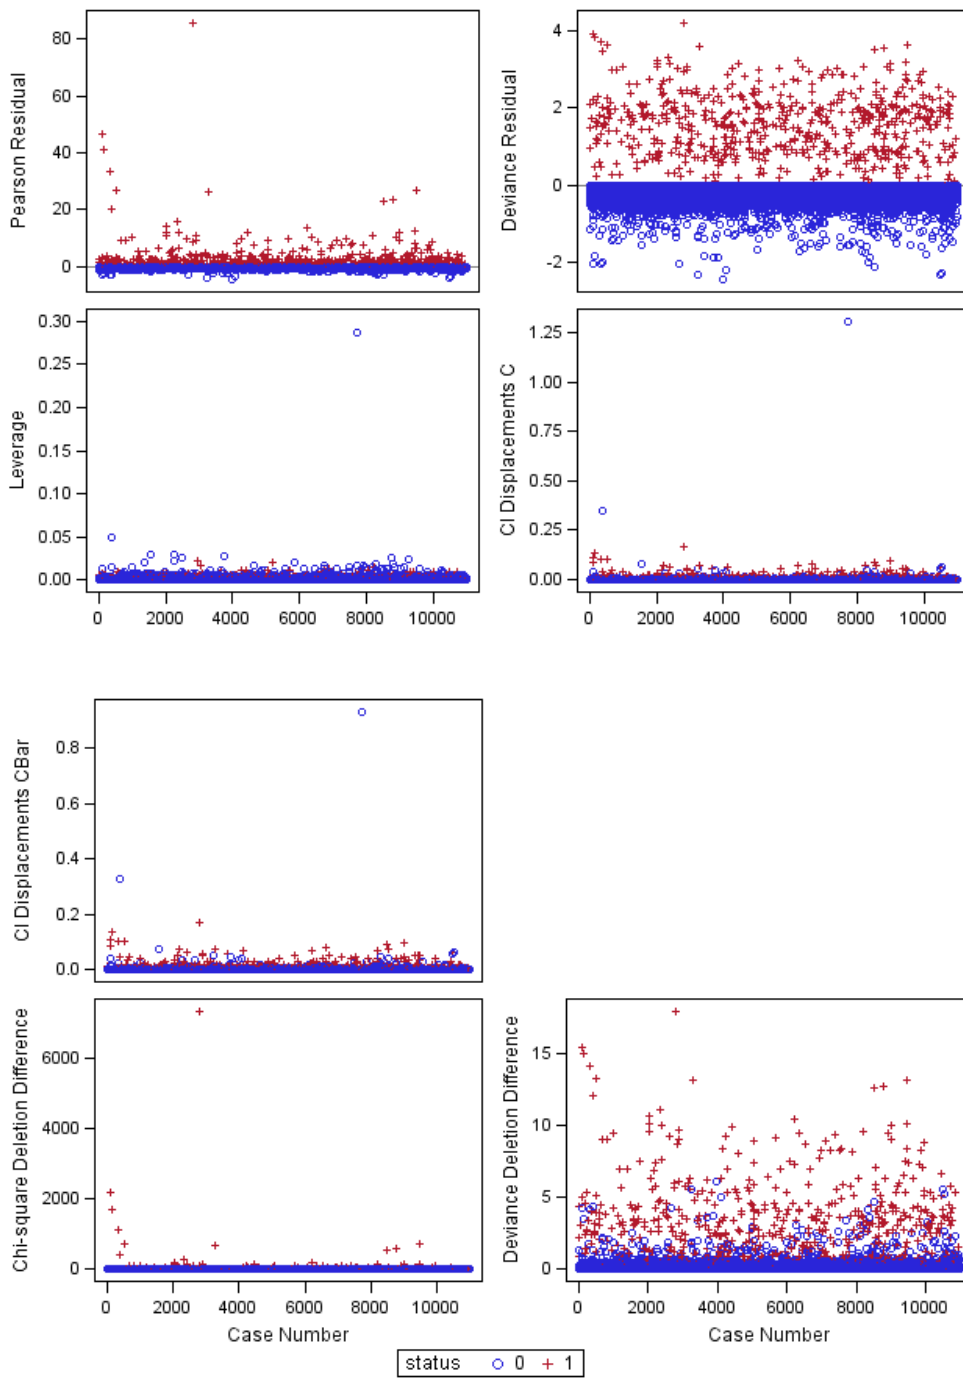 Pearson Residual
80
60
40
20
0
Deviance Residual
4
2
0
-2
Leverage
0.30
0.25
0.20
0.15
0.10
0.05
0.00
0 2000 4000 6000 8000 10000
CI Displacements C
1.25
1.00
0.75
0.50
0.25
0.00
0 2000 4000 6000 8000 10000
CI Displacements CBar
0.8
0.6
0.4
0.2
0.0
Chi-square Deletion Difference
6000
4000
2000
0
0 2000 4000 6000 8000 10000
Case Number
Deviance Deletion Difference
15
10
5
0
0 2000 4000 6000 8000 10000
Case Number
status 0 1